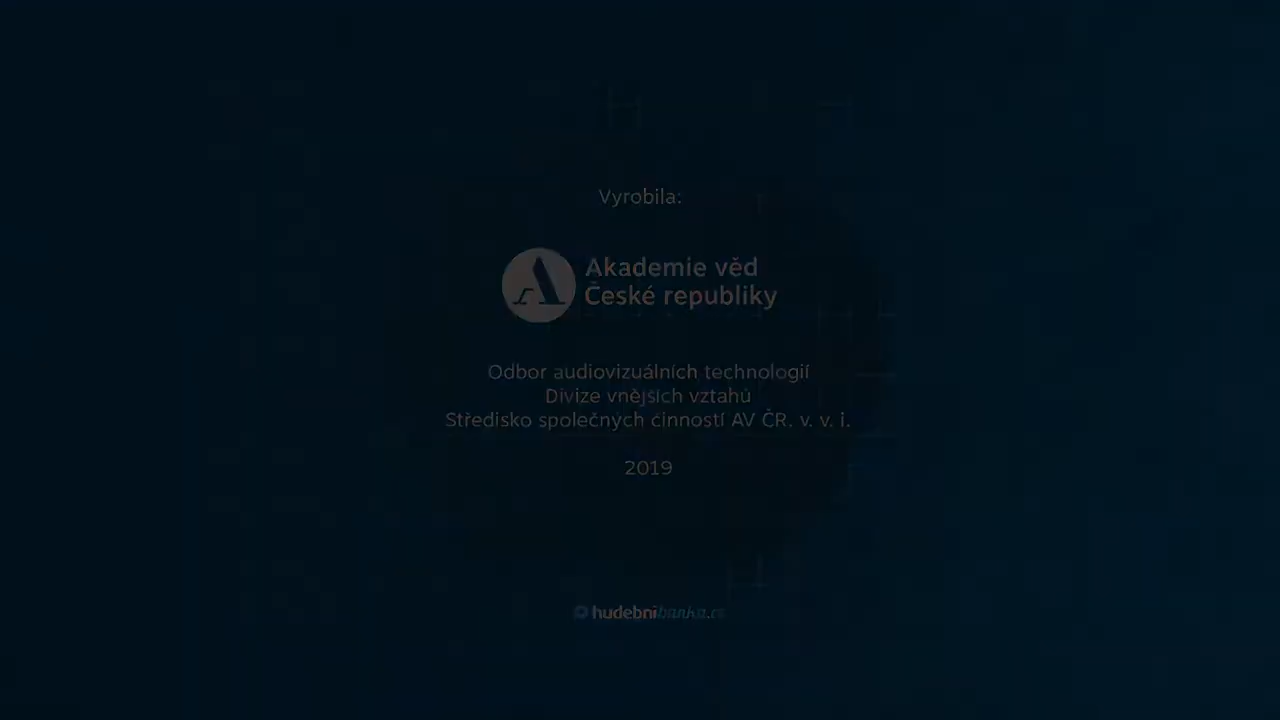 Vyrobila:
Akademie věd
České republiky
Odbor audiovizuálních technologií
Divize vnějších vztahů
Středisko společných činností AV ČR. v. v. i.
2019
hudebnibanka.cz